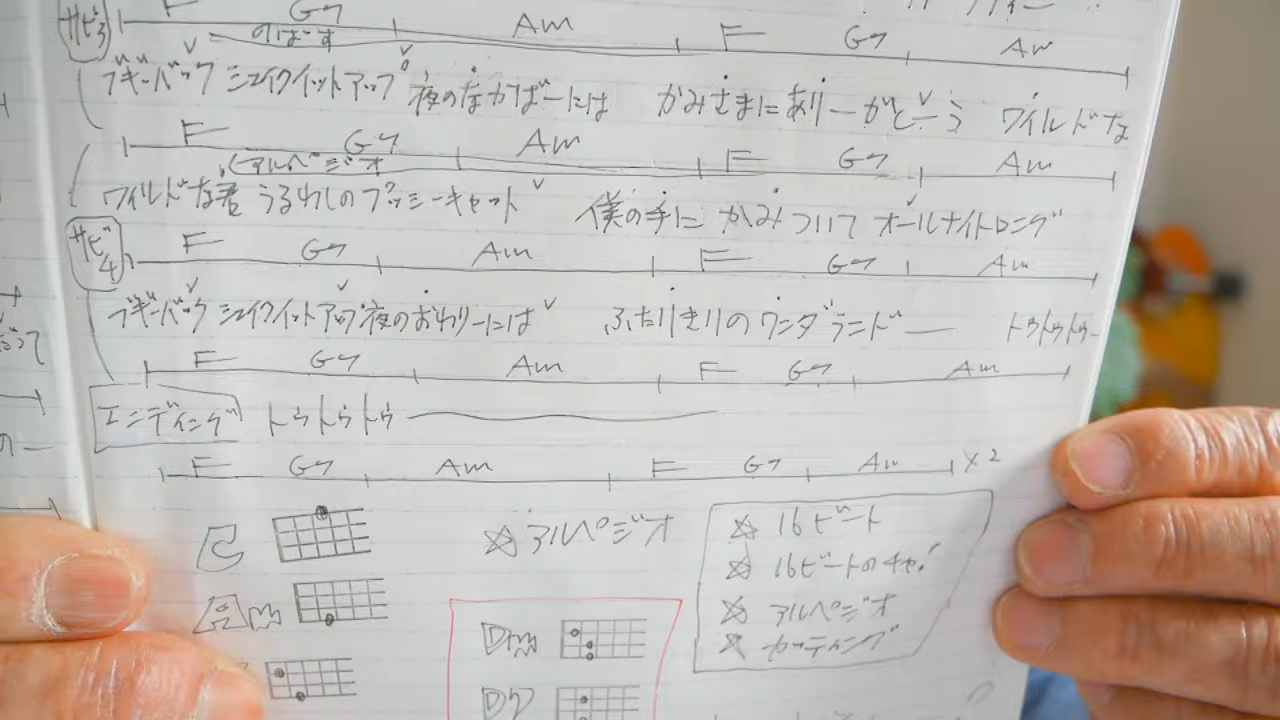 サビ3 F G7 Am F G7 Am
のばす
ブギーバック シェイクイットアップ 夜のなかばーには かみさまにありーがとーう ワイルドな
F G7 Am F G7 Am
アルペジオ
ワイルドな君 うるわしのプッシーキャット 僕の手に かみついて オールナイトロング
サビ4 F G7 Am F G7 Am
ブギーバック シェイクイットアップ 夜のおわりーには ふたりきりのワンダーランドー トゥトゥトゥー
F G7 Am F G7 Am
エンディング トゥトゥトゥ
F G7 Am F G7 Am ×2
C
☆アルペジオ
☆ 16ビート
☆ 16ビートのチャ!
☆ アルペジオ
☆ カッティング
Am
Dm
D7